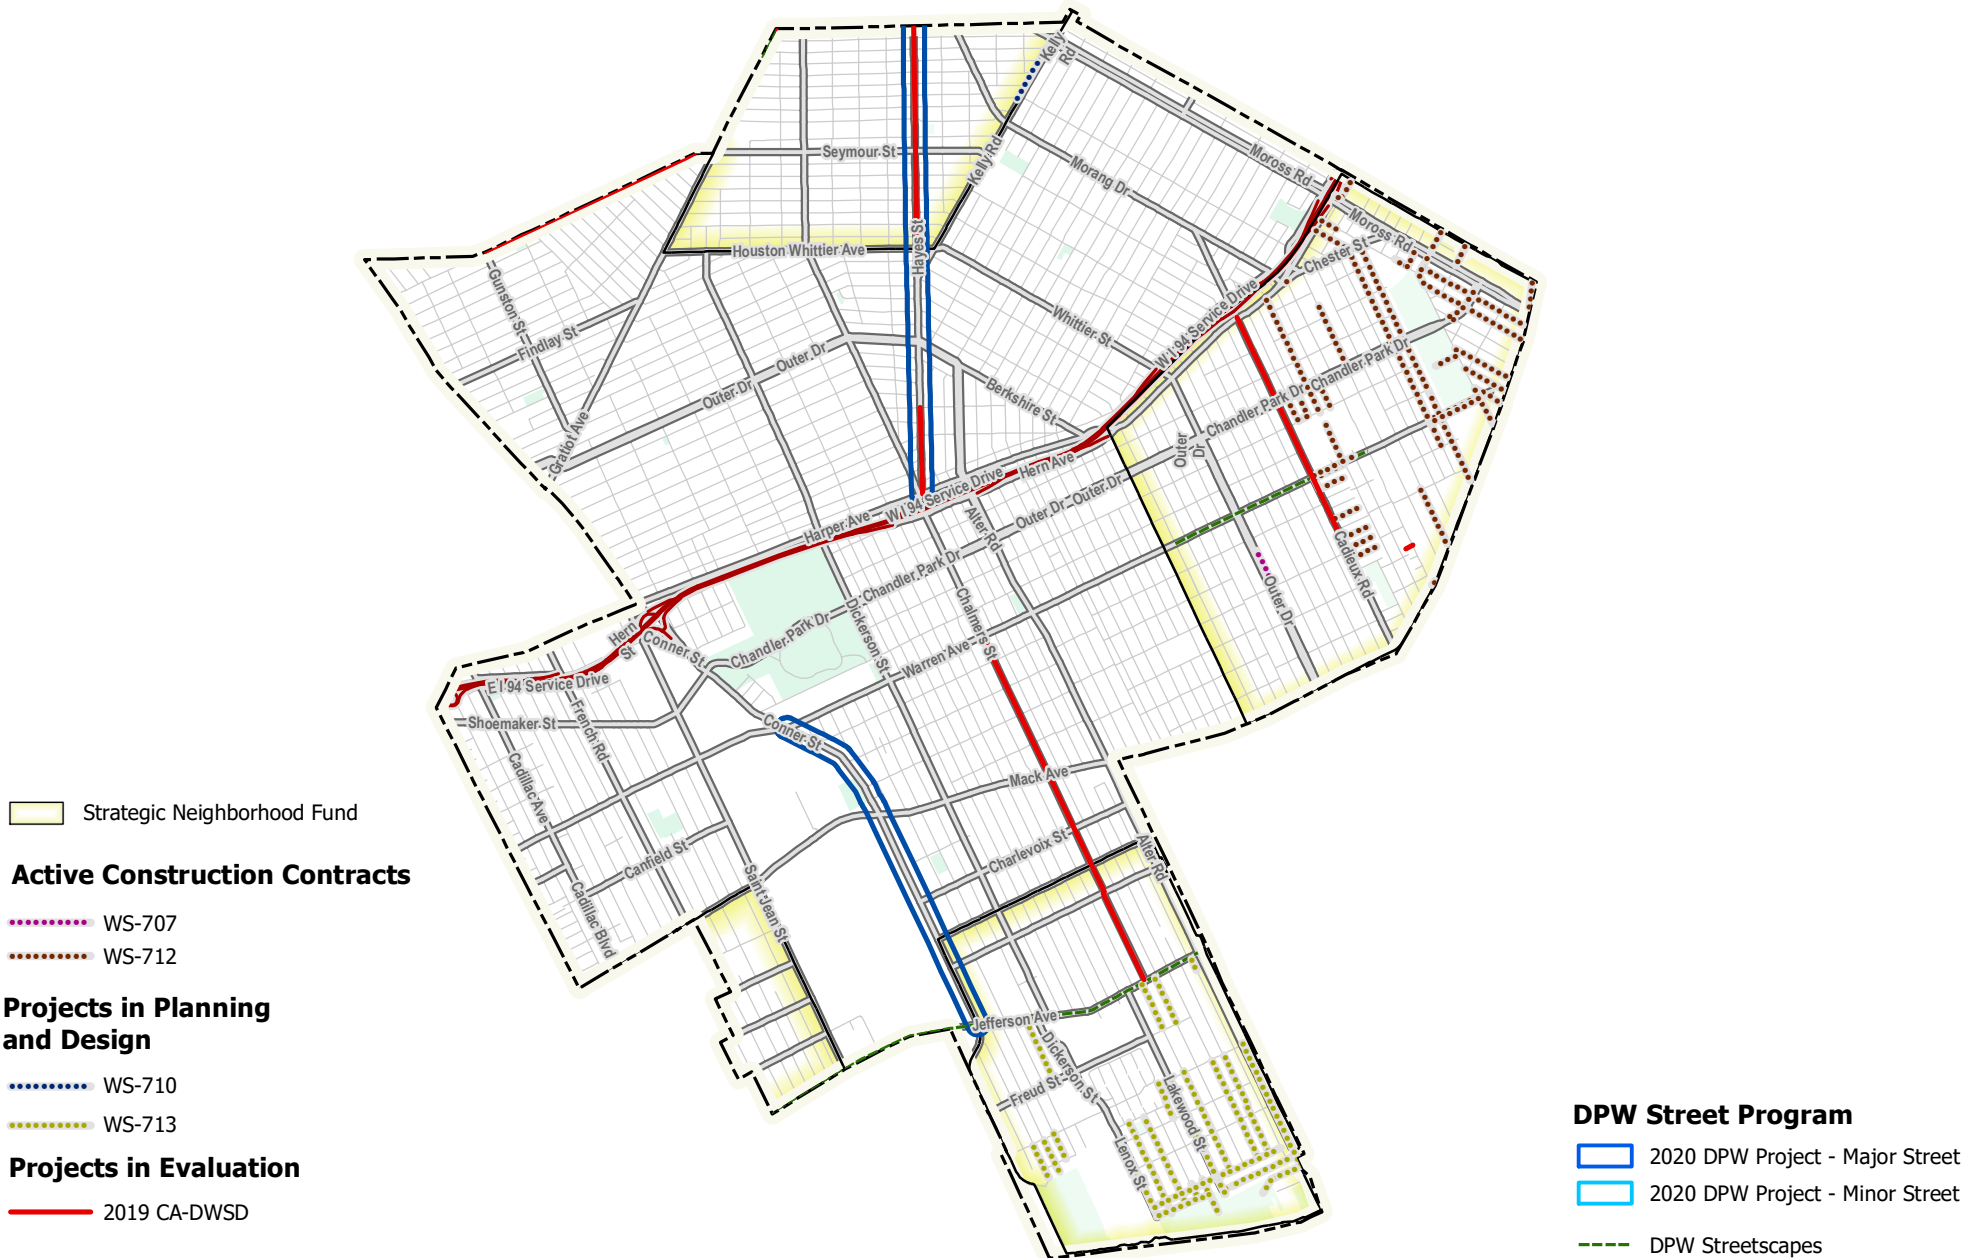 Kelly
Rd
Seymour St
Kelly Rd
Morang Dr
Moross Rd
Moross Rd
Chester St
Houston Whittier Ave
Hayes St
Gunston St
Findlay St
Gratiot Ave
Outer Dr
Outer Dr
Whittier St
W I 94 Service Drive
Berkshire St
Chandler Park Dr
Chandler Park Dr
Outer
Dr
Hern Ave
W I 94 Service Drive
Harper Ave
Alter Rd
Outer Dr
Outer Dr
Chandler Park Dr
Chandler Park Dr
Dickerson St
Chalmers St
Warren Ave
Cadieux Rd
Outer Dr
Hern
St
Conner St
E I 94 Service Drive
Shoemaker St
French Rd
Cadillac Ave
Conner St
Mack Ave
Charlevoix St
Alter Rd
Canfield St
Cadillac Blvd
Saint Jean St
Jefferson Ave
Dickerson St
Freud St
Lakewood St
Lenox St
Strategic Neighborhood Fund
Active Construction Contracts
WS-707
WS-712
Projects in Planning
and Design
WS-710
WS-713
Projects in Evaluation
2019 CA-DWSD
DPW Street Program
2020 DPW Project - Major Street
2020 DPW Project - Minor Street
DPW Streetscapes